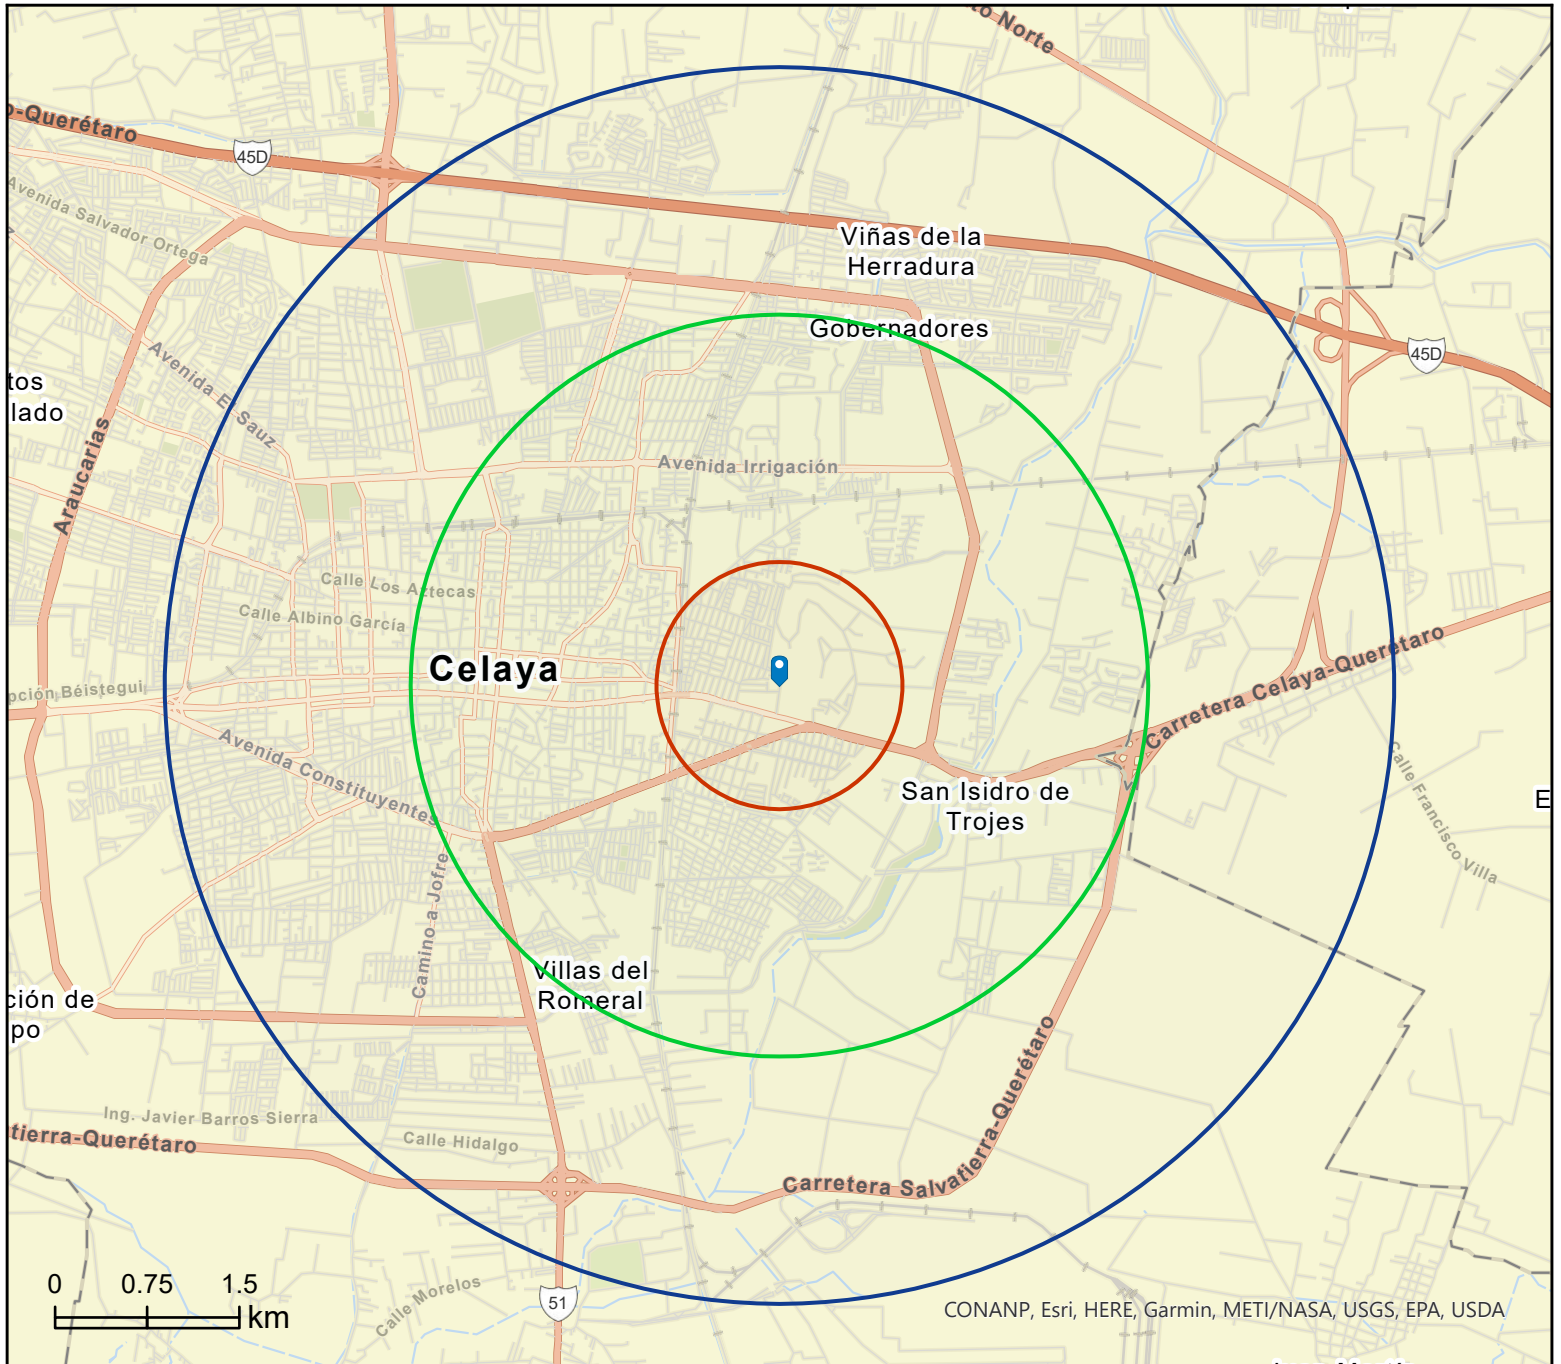 to Norte
o-Querétaro
45D
Avenida Salvador Ortega
Viñas de la
Herradura
Gobernadores
45D
Avenida El Sauz
tos
lado
Araucarias
Avenida Irrigación
Calle Los Aztecas
Calle Albino García
Celaya
pción Béistegui
Carretera Celaya-Querétaro
Avenida Constituyentes
San Isidro de
Trojes
Calle Francisco Villa
E
Camino a Jofre
Villas del
Romeral
ción de
po
Ing. Javier Barros Sierra
tierra-Querétaro
Calle Hidalgo
Carretera Salvatierra-Querétaro
0 0.75 1.5
km
Calle Morelos
51
CONANP, Esri, HERE, Garmin, METI/NASA, USGS, EPA, USDA